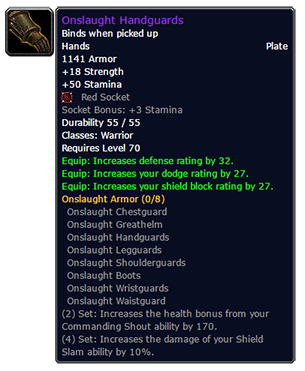 Onslaught Handguards
Binds when picked up
Hands Plate
1141 Armor
+18 Strength
+50 Stamina
Red Socket
Socket Bonus: +3 Stamina
Durability 55 / 55
Classes: Warrior
Requires Level 70
Equip: Increases defense rating by 32.
Equip: Increases your dodge rating by 27.
Equip: Increases your shield block rating by 27.
Onslaught Armor (0/8)
Onslaught Chestguard
Onslaught Greathelm
Onslaught Handguards
Onslaught Legguards
Onslaught Shoulderguards
Onslaught Boots
Onslaught Wristguards
Onslaught Waistguard
(2) Set: Increases the health bonus from your
Commanding Shout ability by 170.
(4) Set: Increases the damage of your Shield
Slam ability by 10%.